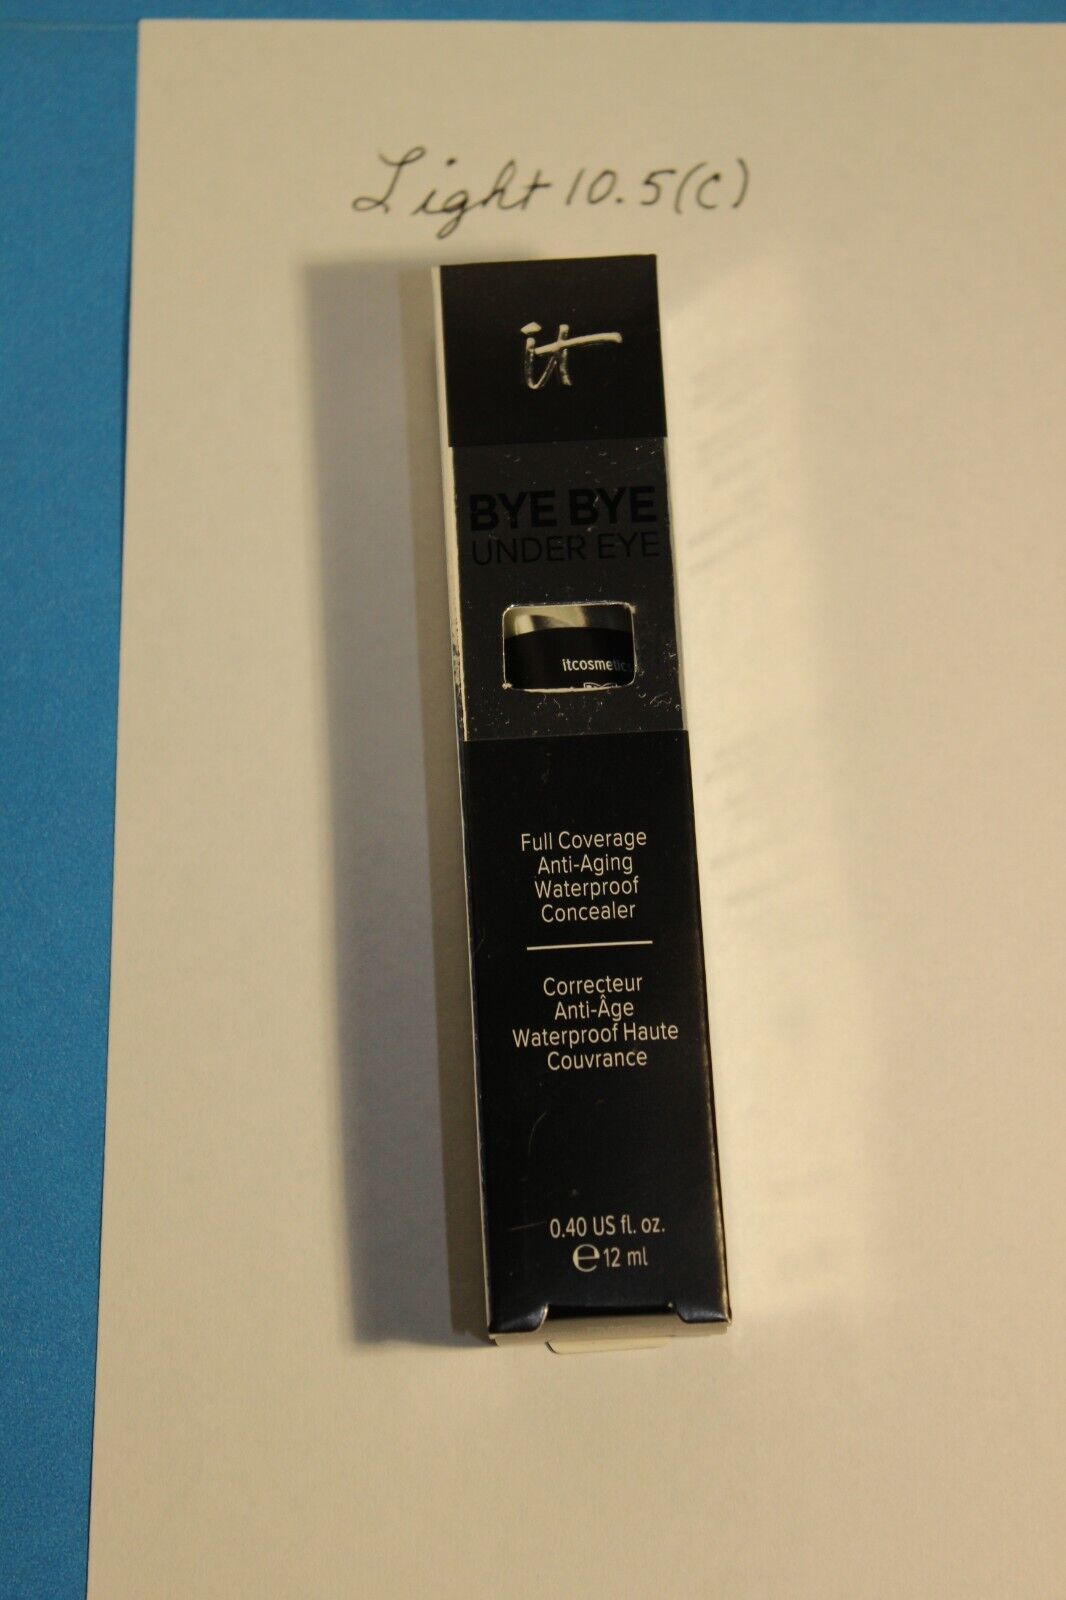 Light 10.5(C)
it
BYE BYE
UNDER EYE
itcosmetics
Full Coverage
Anti-Aging
Waterproof
Concealer
Correcteur
Anti-Âge
Waterproof Haute
Couvrance
0.40 US fl. oz.
℮12 ml